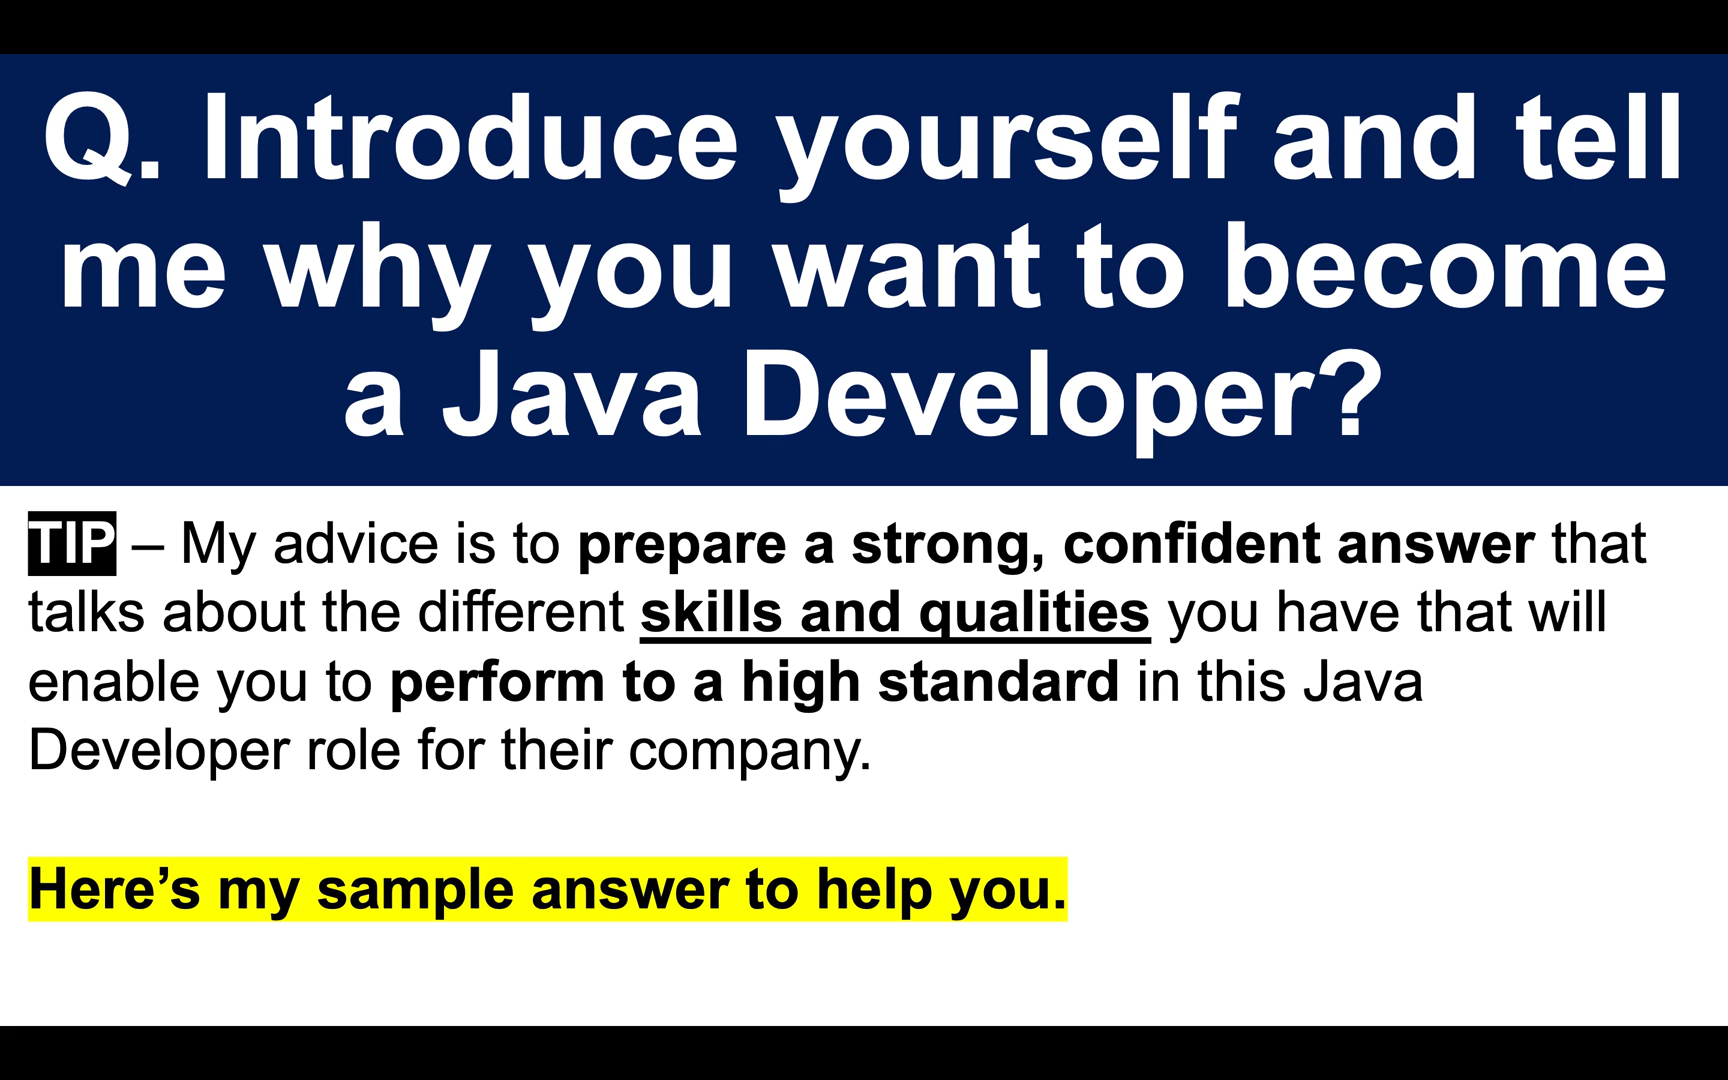 Q. Introduce yourself and tell
me why you want to become
a Java Developer?
TIP – My advice is to prepare a strong, confident answer that
talks about the different skills and qualities you have that will
enable you to perform to a high standard in this Java
Developer role for their company.
Here’s my sample answer to help you.